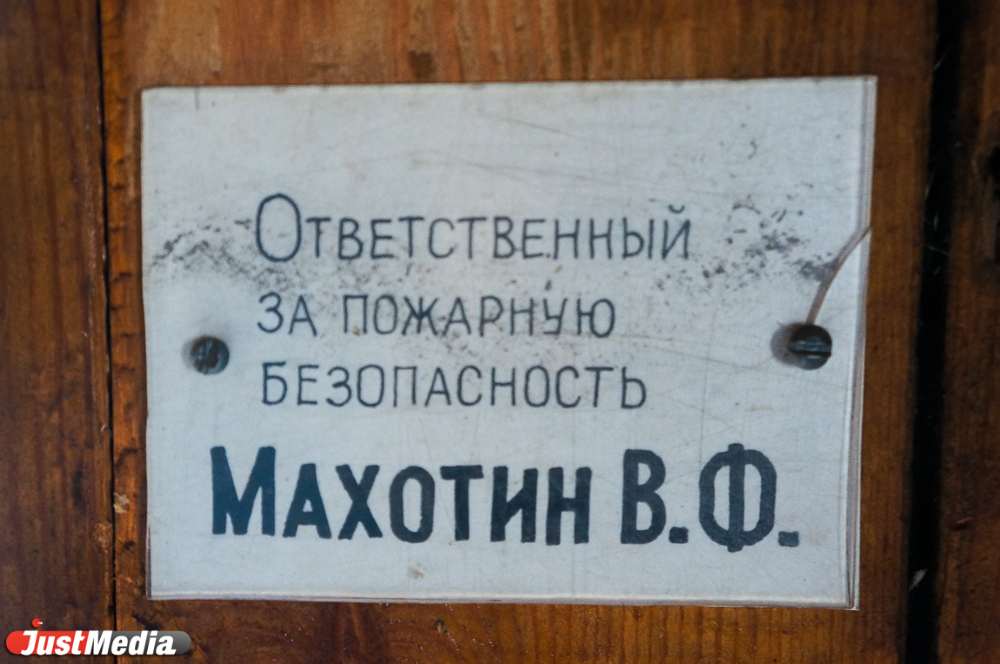 Ответственный
за пожарную
безопасность
Махотин В.Ф.
JustMedia